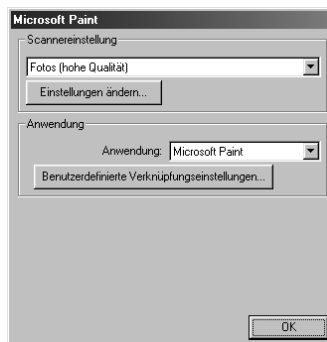 Microsoft Paint
Scannereinstellung
Fotos (hohe Qualität)
Einstellungen ändern...
Anwendung
Anwendung: Microsoft Paint
Benutzerdefinierte Verknüpfungseinstellungen...
OK